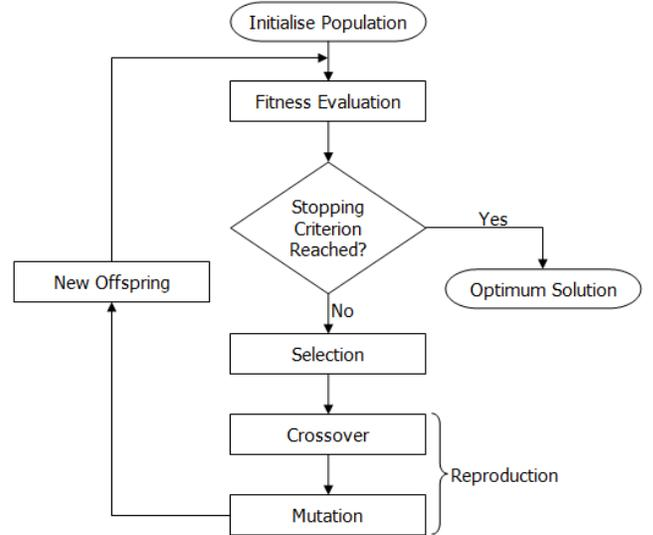 Initialise Population
Fitness Evaluation
Stopping
Criterion
Reached?
Yes
New Offspring
Optimum Solution
No
Selection
Crossover
Reproduction
Mutation